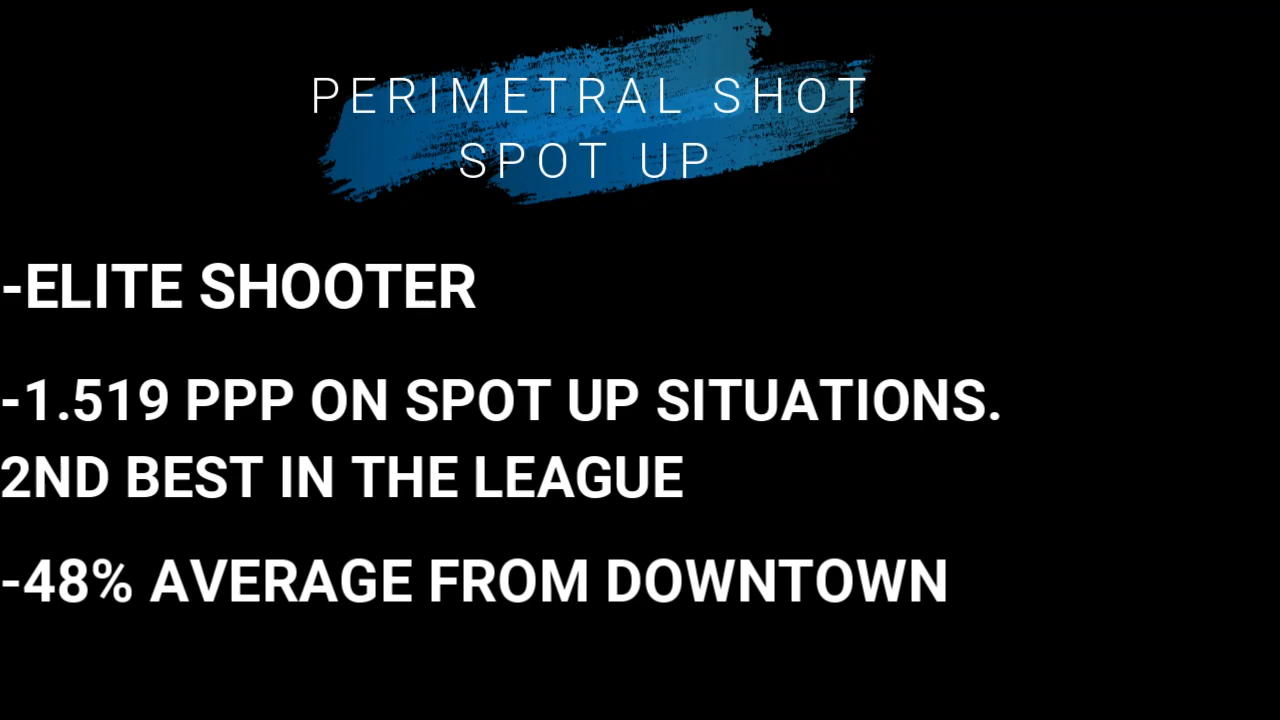 PERIMETRAL SHOT
SPOT UP
-ELITE SHOOTER
-1.519 PPP ON SPOT UP SITUATIONS.
2ND BEST IN THE LEAGUE
-48% AVERAGE FROM DOWNTOWN